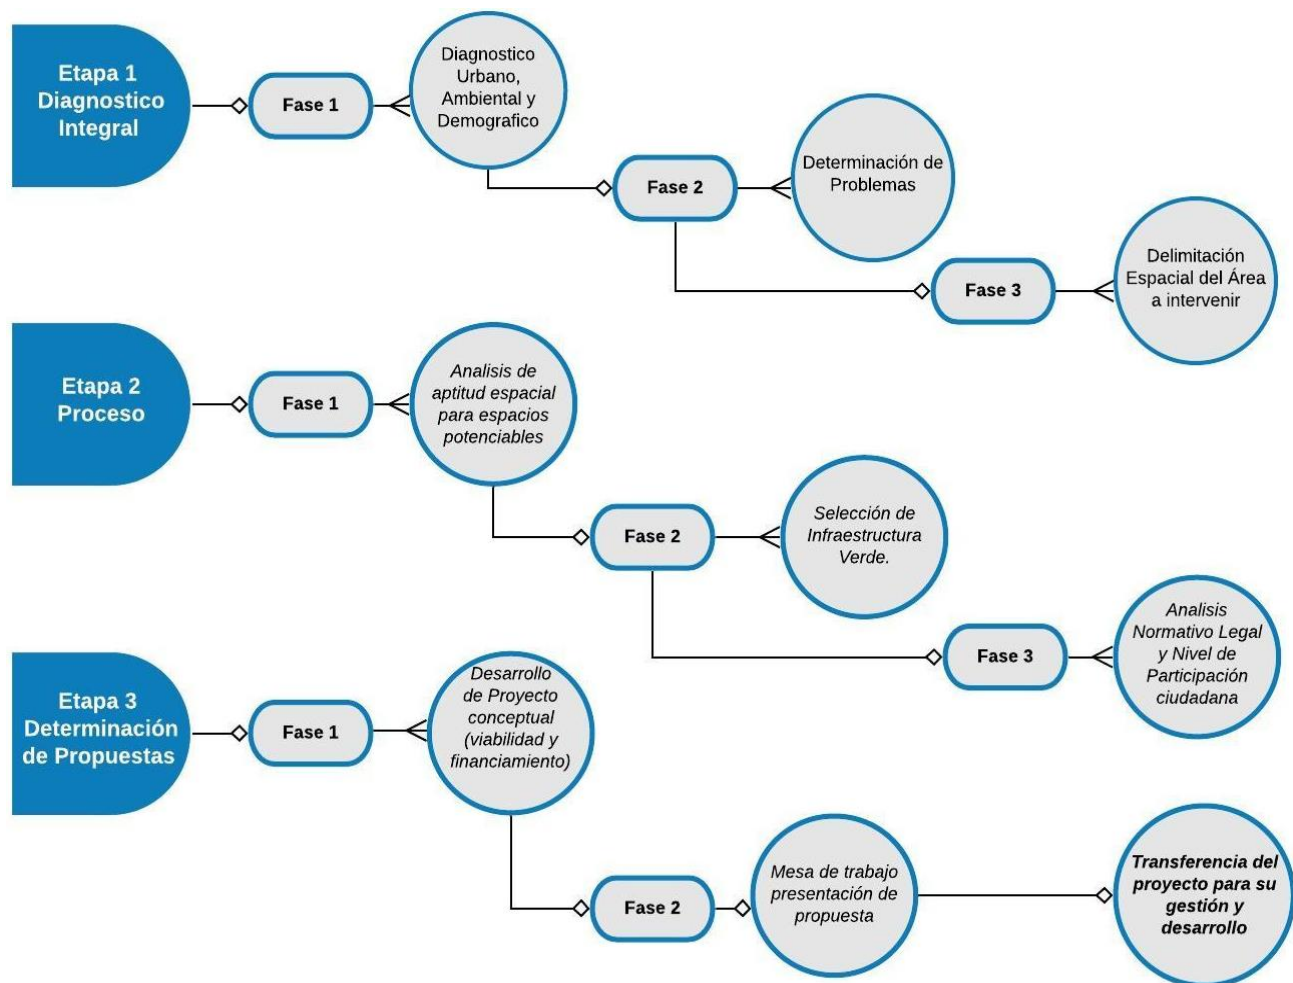 Etapa 1
Diagnostico
Integral
Fase 1
Diagnostico
Urbano,
Ambiental y
Demografico
Fase 2
Determinación de
Problemas
Fase 3
Delimitación
Espacial del Área
a intervenir
Etapa 2
Proceso
Fase 1
Analisis de
aptitud espacial
para espacios
potenciables
Fase 2
Selección de
Infraestructura
Verde.
Fase 3
Analisis
Normativo Legal
y Nivel de
Participación
ciudadana
Etapa 3
Determinación
de Propuestas
Fase 1
Desarrollo
de Proyecto
conceptual
(viabilidad y
financiamiento)
Fase 2
Mesa de trabajo
presentación de
propuesta
Transferencia del
proyecto para su
gestión y
desarrollo